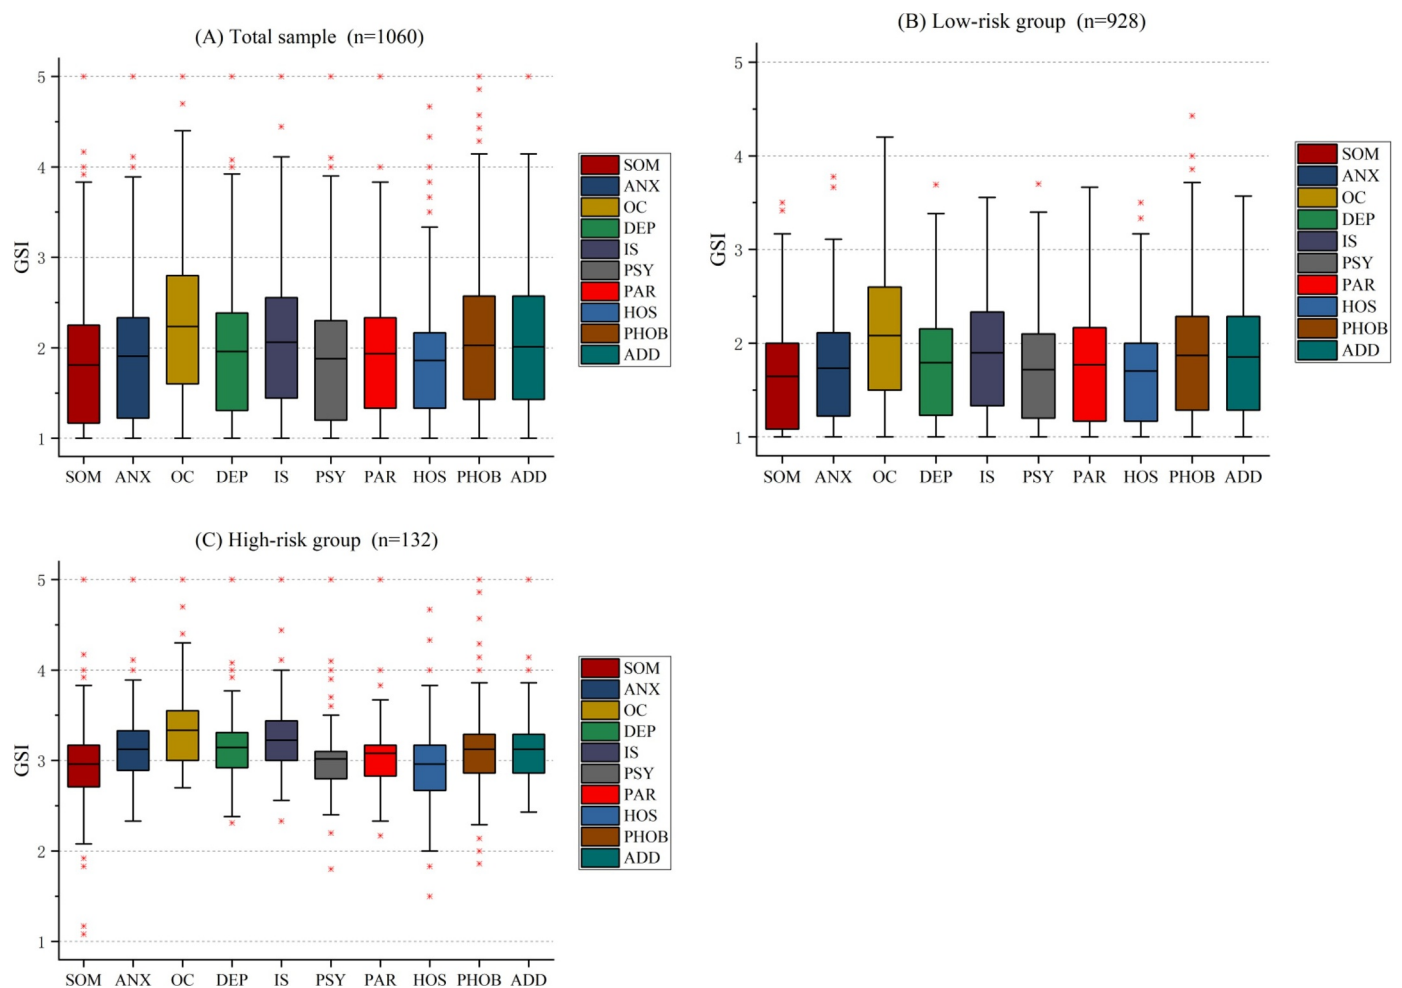 (A) Total sample (n=1060)
GSI
5
4
3
2
1
SOM ANX OC DEP IS PSY PAR HOS PHOB ADD
SOM
ANX
OC
DEP
IS
PSY
PAR
HOS
PHOB
ADD
(B) Low-risk group (n=928)
GSI
5
4
3
2
1
SOM ANX OC DEP IS PSY PAR HOS PHOB ADD
SOM
ANX
OC
DEP
IS
PSY
PAR
HOS
PHOB
ADD
(C) High-risk group (n=132)
GSI
5
4
3
2
1
SOM ANX OC DEP IS PSY PAR HOS PHOB ADD
SOM
ANX
OC
DEP
IS
PSY
PAR
HOS
PHOB
ADD